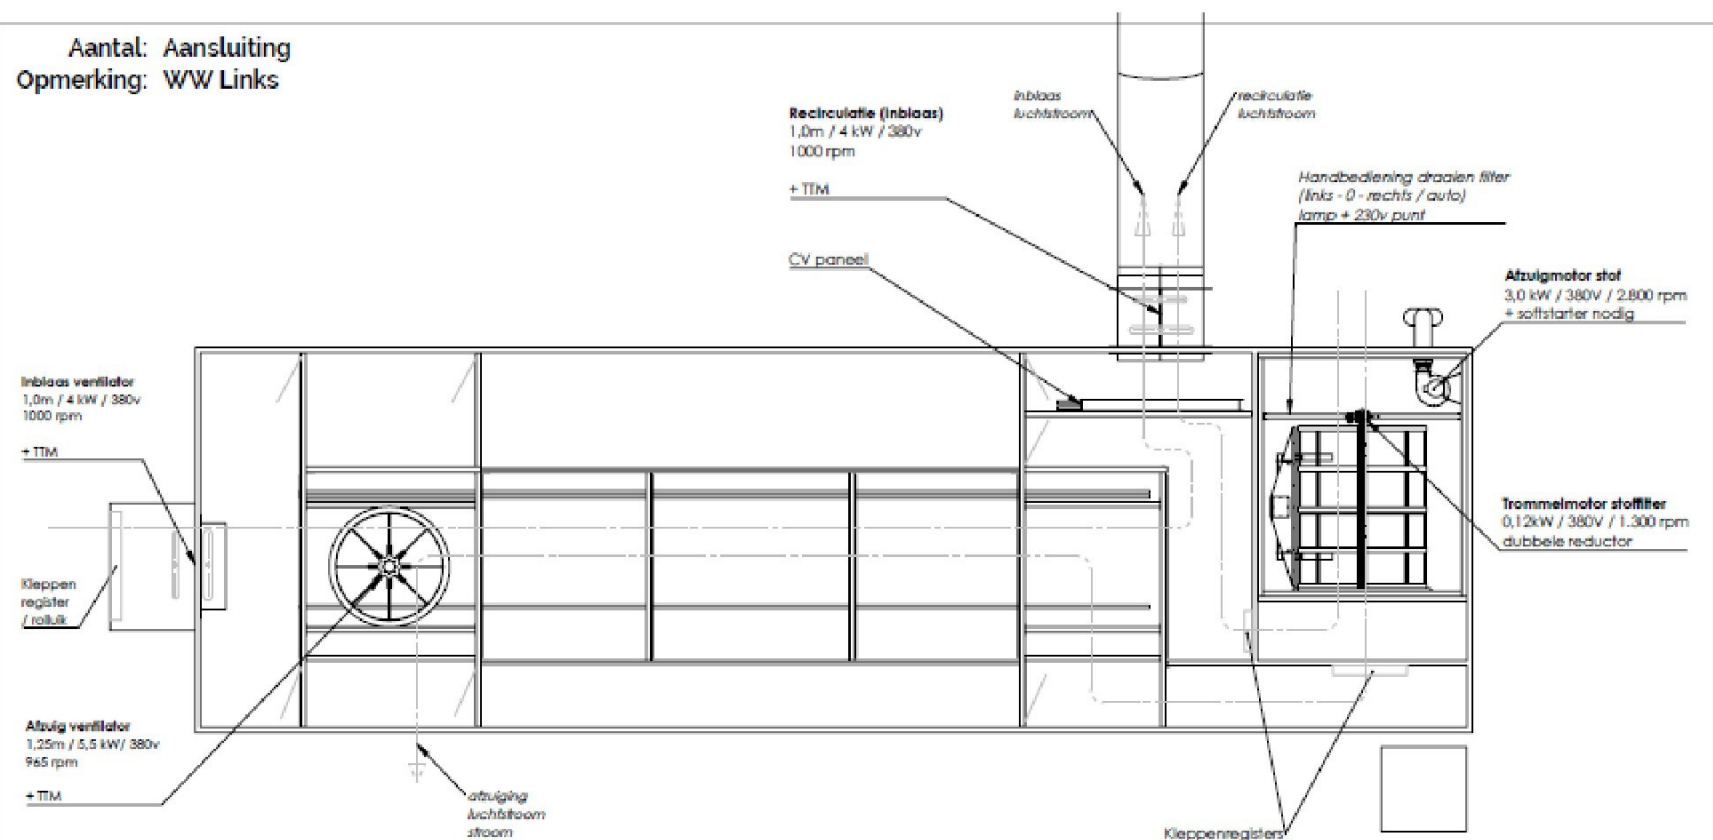 Aantal: Aansluiting
Opmerking: WW Links
inblaas
luchtstroom
recirculatie
luchtstroom
Recirculatie (inblaas)
1,0m / 4 kW / 380v
1000 rpm
+ TTM
CV paneel
Handbediening draaien filter
(links - 0 - rechts / auto)
lamp + 230v punt
Afzuigmotor stof
3,0 kW / 380V / 2.800 rpm
+ softstarter nodig
Inblaas ventilator
1,0m / 4 kW / 380v
1000 rpm
+ TTM
Kleppen
register
/ rolluik
Trommelmotor stoffilter
0,12kW / 380V / 1.300 rpm
dubbele reductor
Afzuig ventilator
1,25m / 5,5 kW/ 380v
965 rpm
+ TTM
afzuiging
luchtstroom
stroom
Kleppenregisters